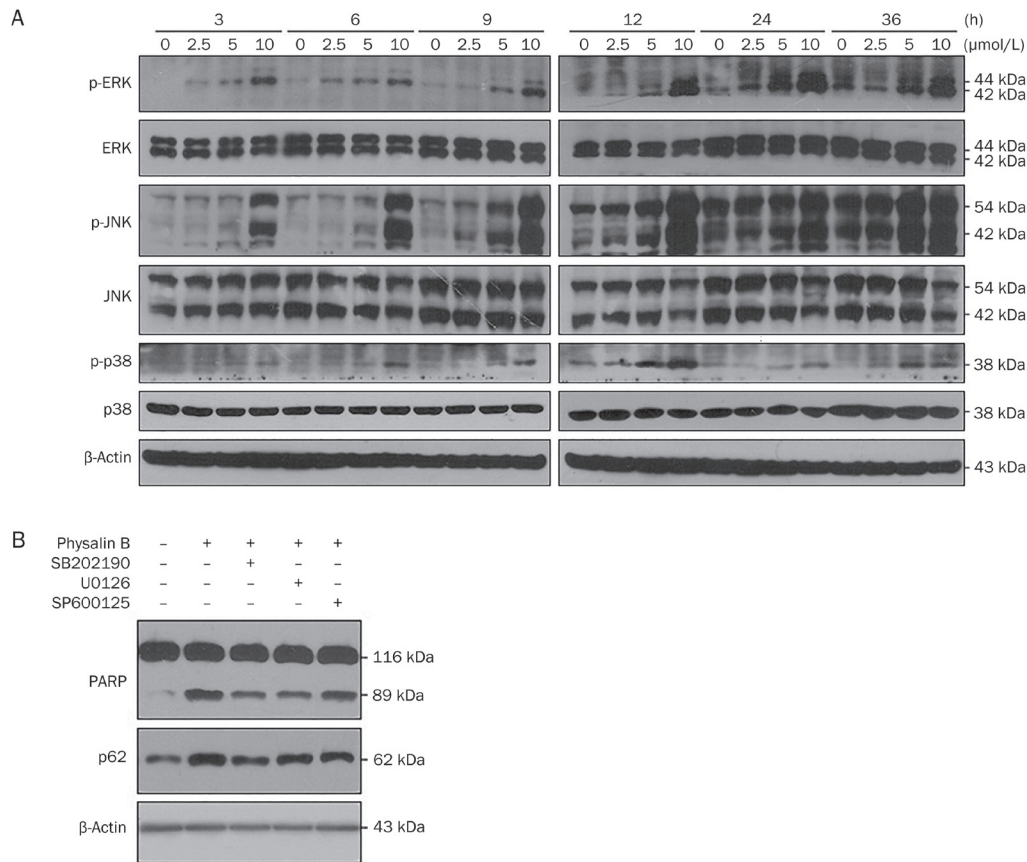 A
3 6 9 12 24 36 (h)
0 2.5 5 10 0 2.5 5 10 0 2.5 5 10 0 2.5 5 10 0 2.5 5 10 0 2.5 5 10 (μmol/L)
p-ERK 44 kDa
42 kDa
ERK 44 kDa
42 kDa
p-JNK 54 kDa
42 kDa
JNK 54 kDa
42 kDa
p-p38 38 kDa
p38 38 kDa
β-Actin 43 kDa
B
Physalin B – + + + +
SB202190 – – + – –
U0126 – – – + –
SP600125 – – – – +
PARP 116 kDa
89 kDa
p62 62 kDa
β-Actin 43 kDa